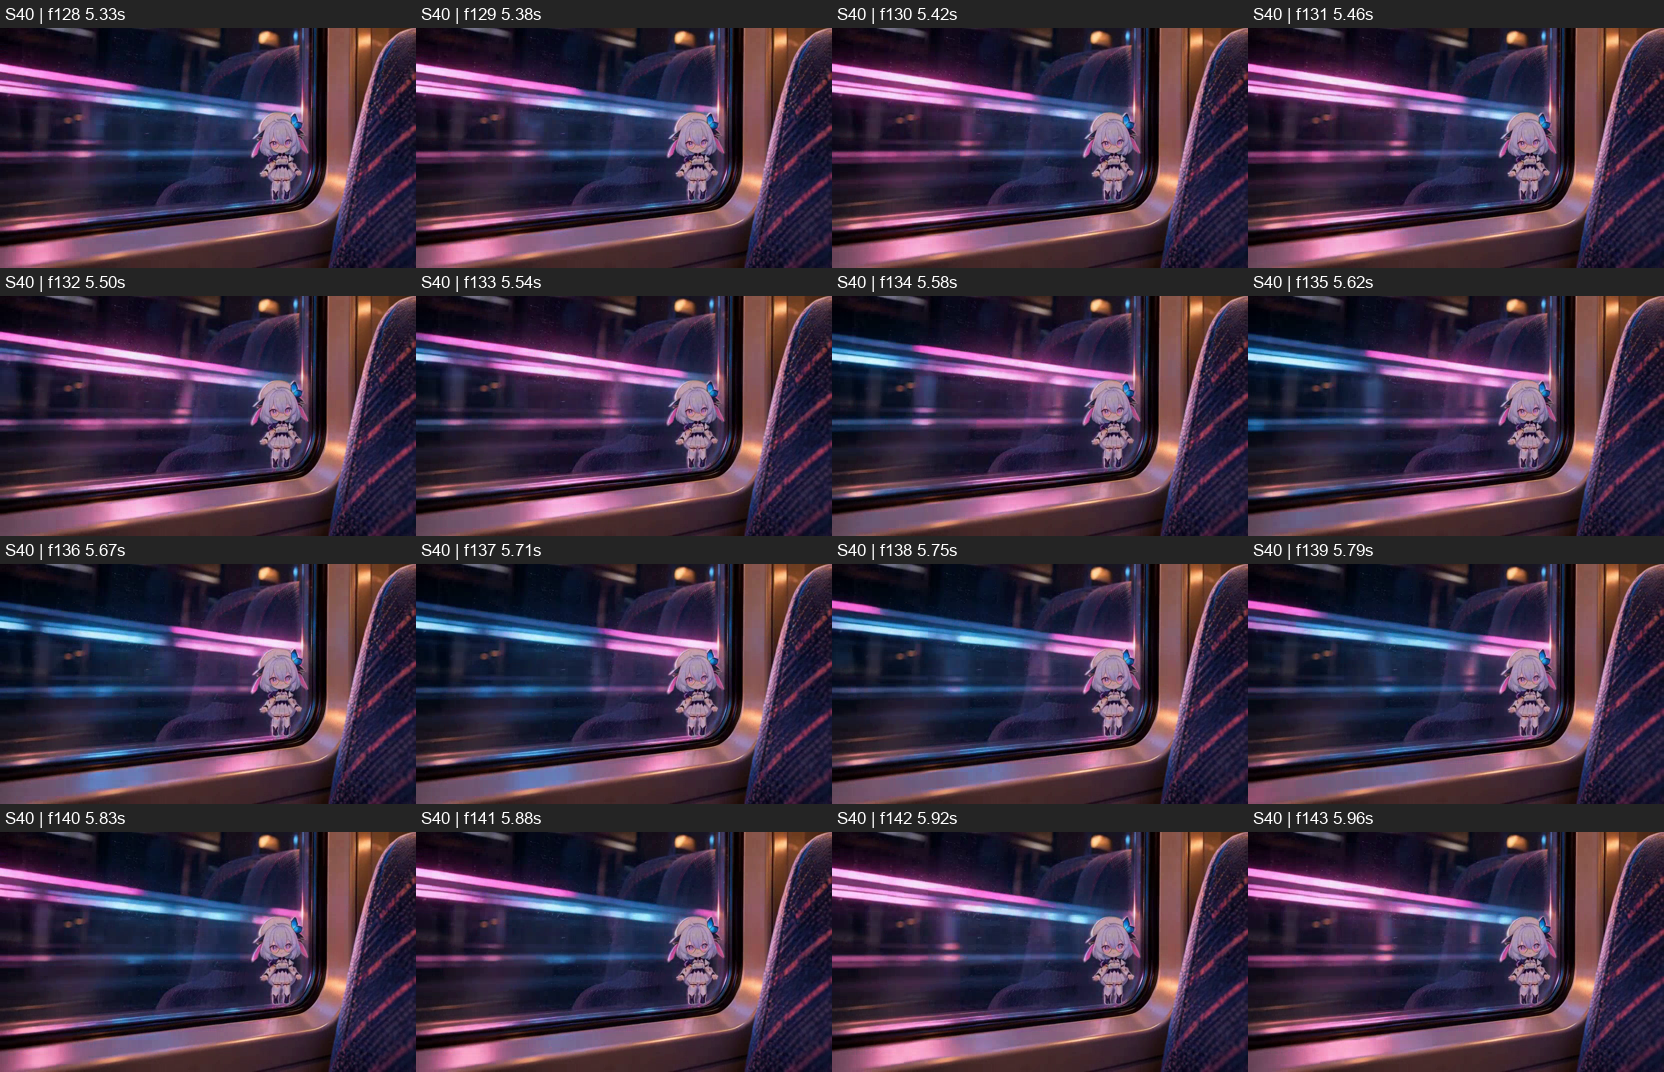 S40 | f128 5.33s
S40 | f129 5.38s
S40 | f130 5.42s
S40 | f131 5.46s
S40 | f132 5.50s
S40 | f133 5.54s
S40 | f134 5.58s
S40 | f135 5.62s
S40 | f136 5.67s
S40 | f137 5.71s
S40 | f138 5.75s
S40 | f139 5.79s
S40 | f140 5.83s
S40 | f141 5.88s
S40 | f142 5.92s
S40 | f143 5.96s